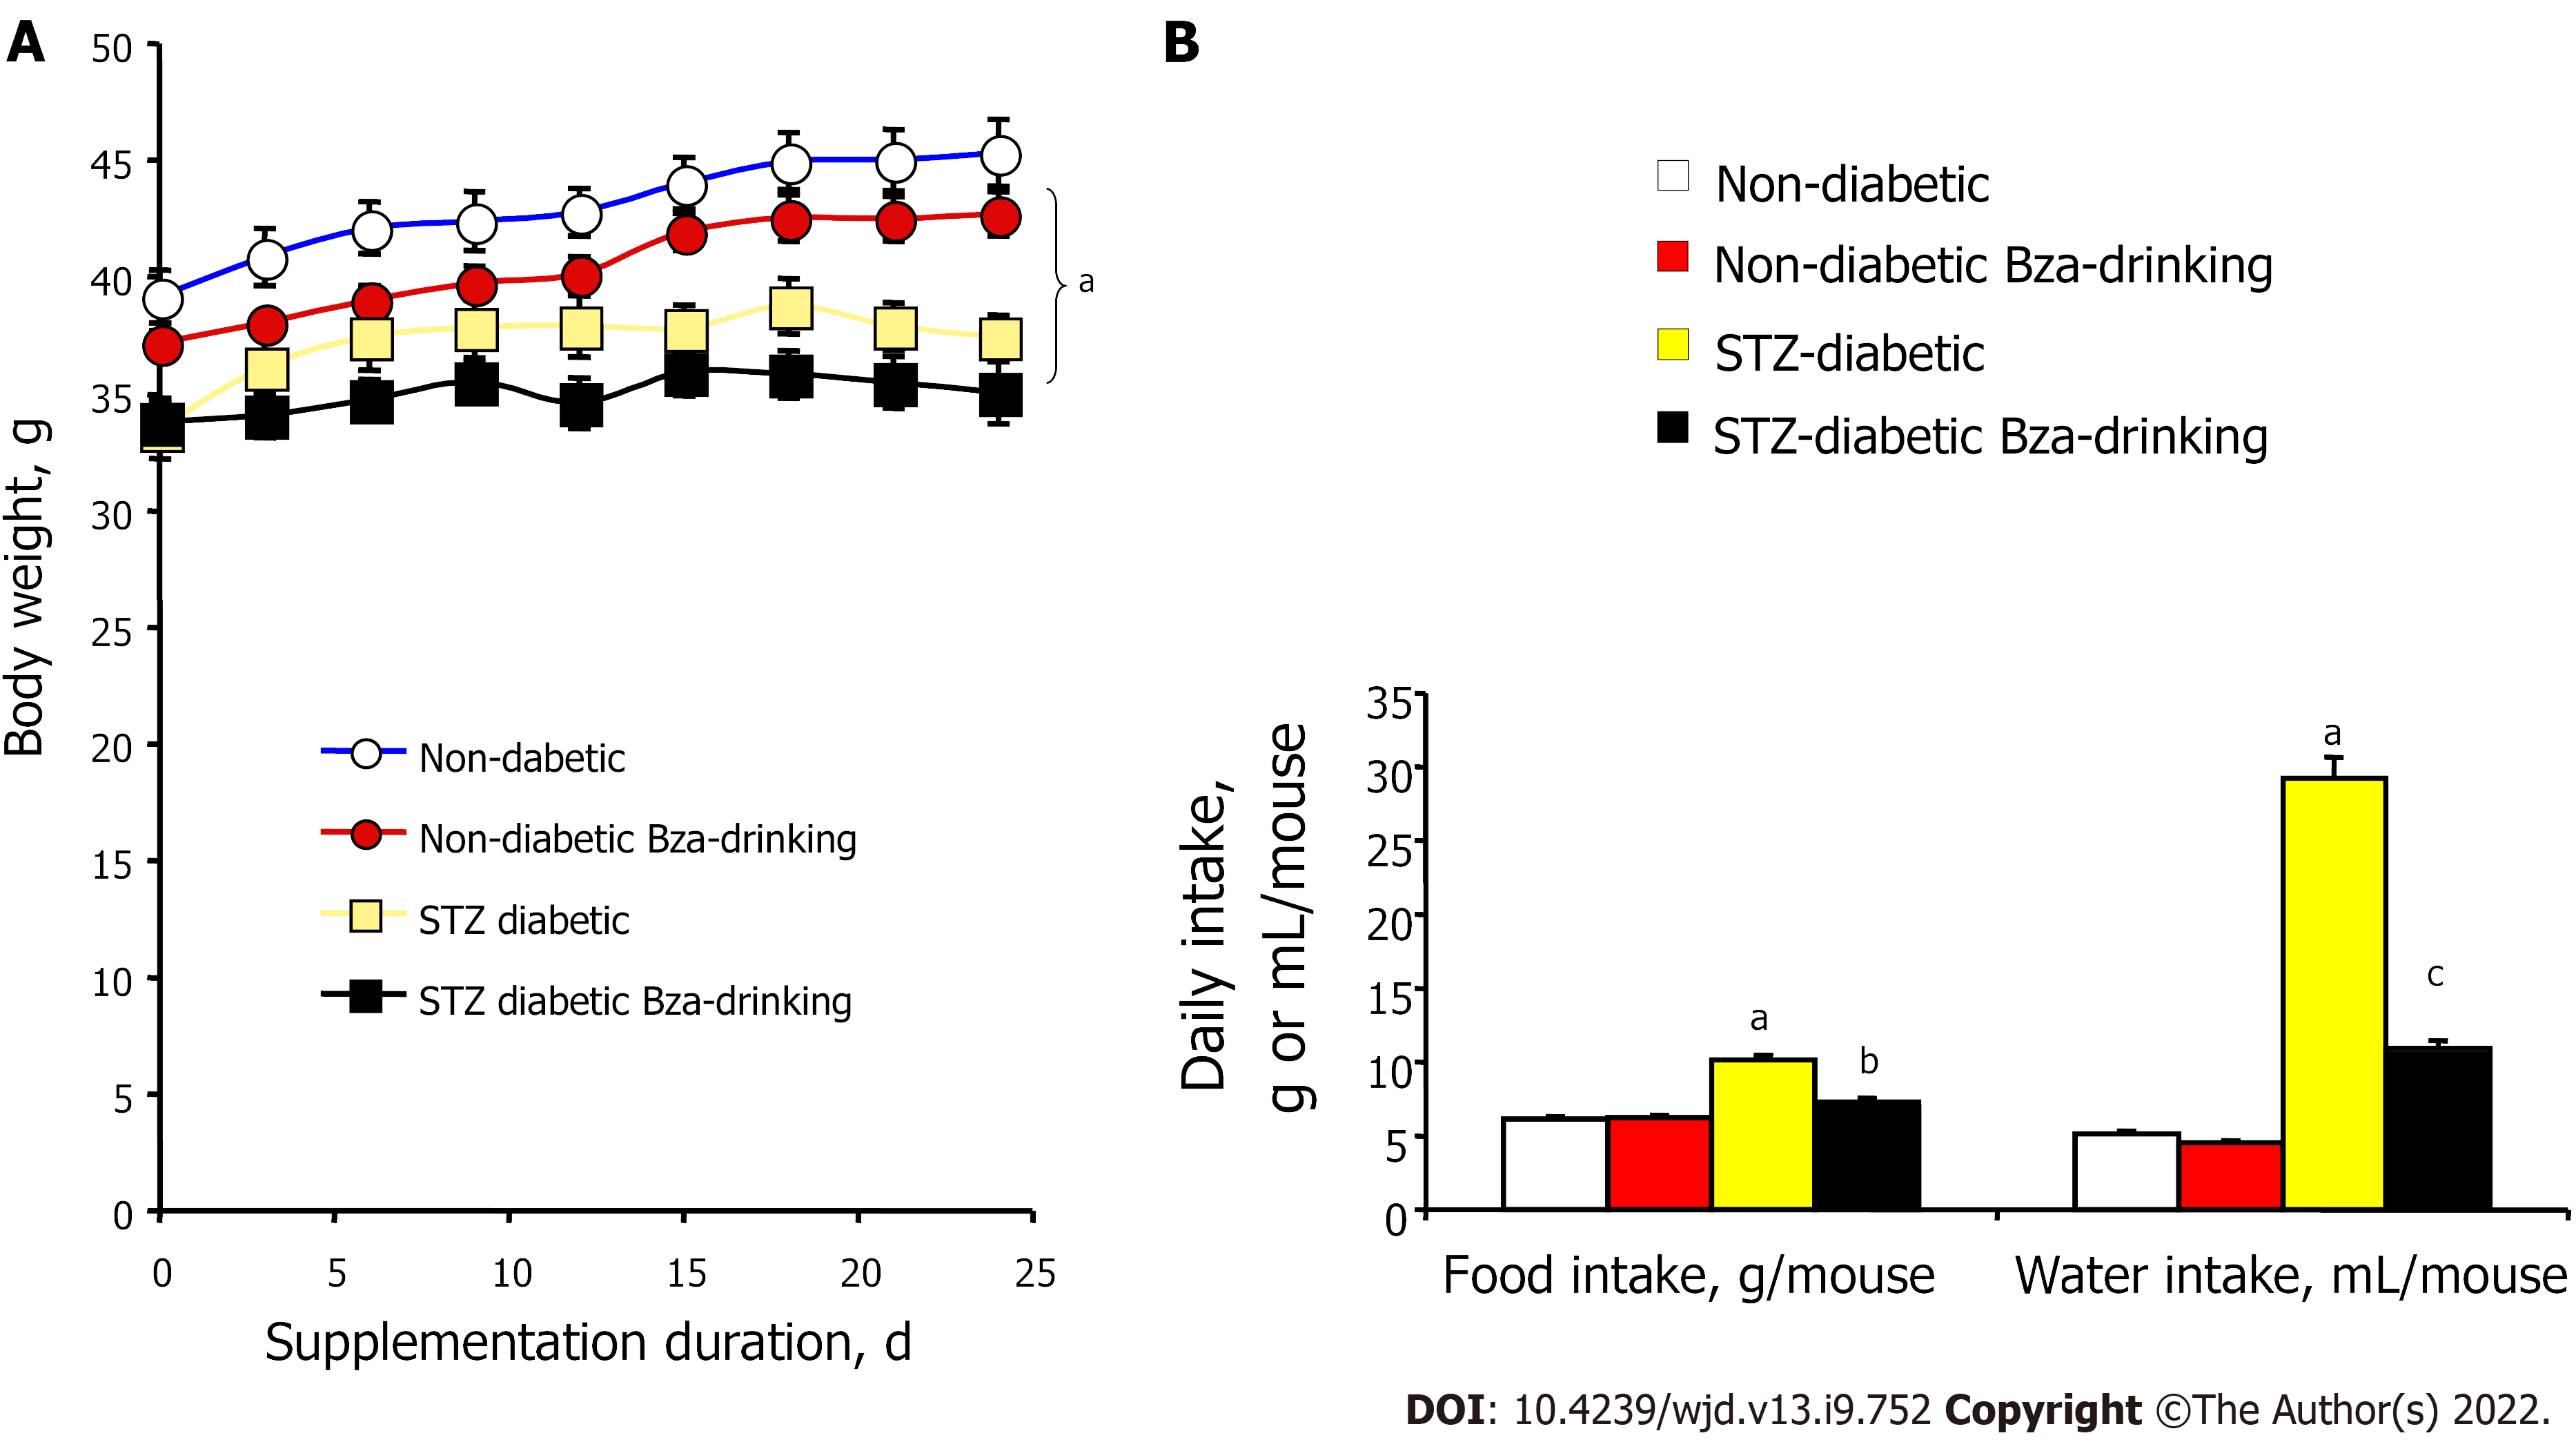 A
50
45
40
35
30
25
20
15
10
5
0
Body weight, g
a
Non-dabetic
Non-diabetic Bza-drinking
STZ diabetic
STZ diabetic Bza-drinking
0 5 10 15 20 25
Supplementation duration, d
B
Non-diabetic
Non-diabetic Bza-drinking
STZ-diabetic
STZ-diabetic Bza-drinking
Daily intake,
g or mL/mouse
35
30
25
20
15
10
5
0
a
b
a
c
Food intake, g/mouse
Water intake, mL/mouse
DOI: 10.4239/wjd.v13.i9.752 Copyright ©The Author(s) 2022.